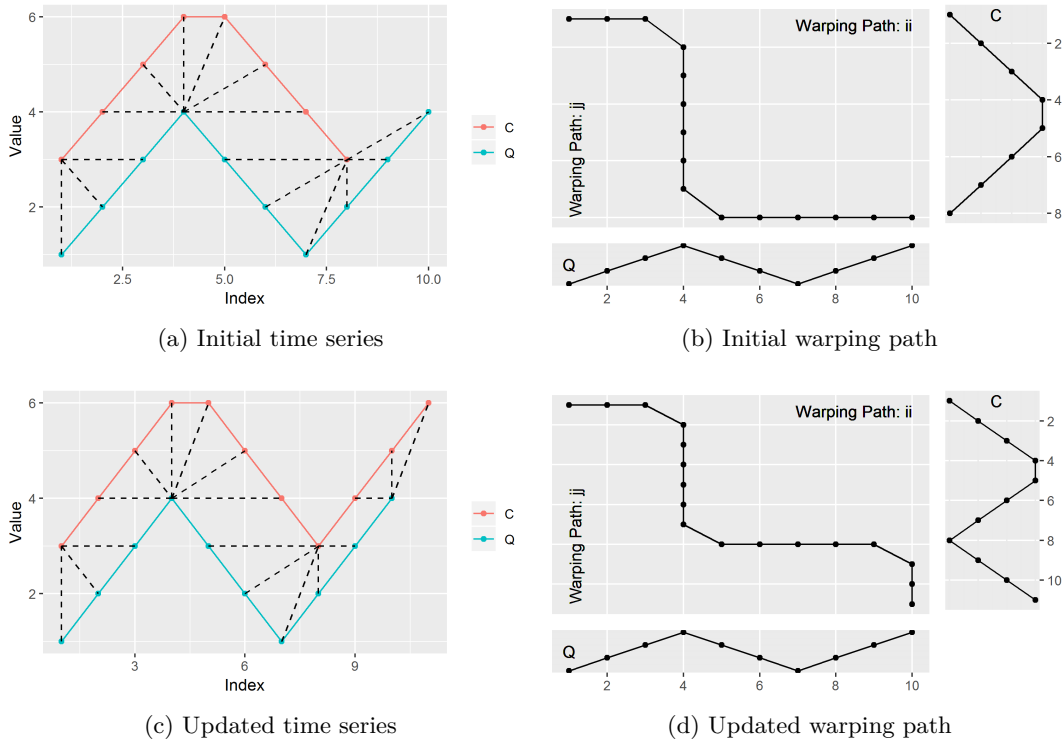 6
4
2
Value
2.5
5.0
7.5
10.0
Index
C
Q
(a) Initial time series
Warping Path: ii
Warping Path: jj
C
2
4
6
8
Q
2
4
6
8
10
(b) Initial warping path
6
4
2
Value
3
6
9
Index
C
Q
(c) Updated time series
Warping Path: ii
Warping Path: jj
C
2
4
6
8
10
Q
2
4
6
8
10
(d) Updated warping path